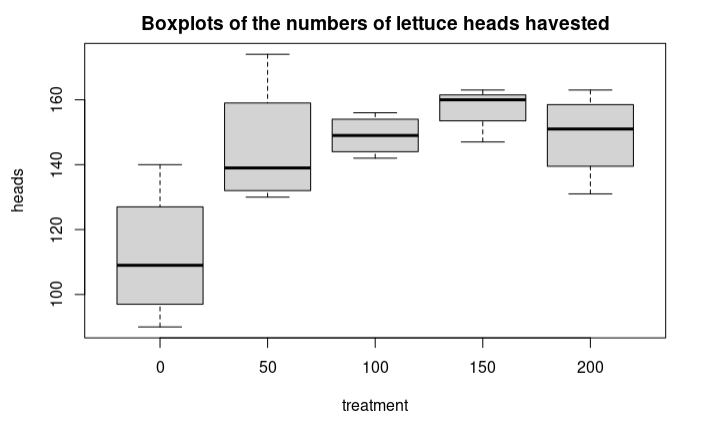 Boxplots of the numbers of lettuce heads havested
160
140
120
100
heads
0 50 100 150 200
treatment